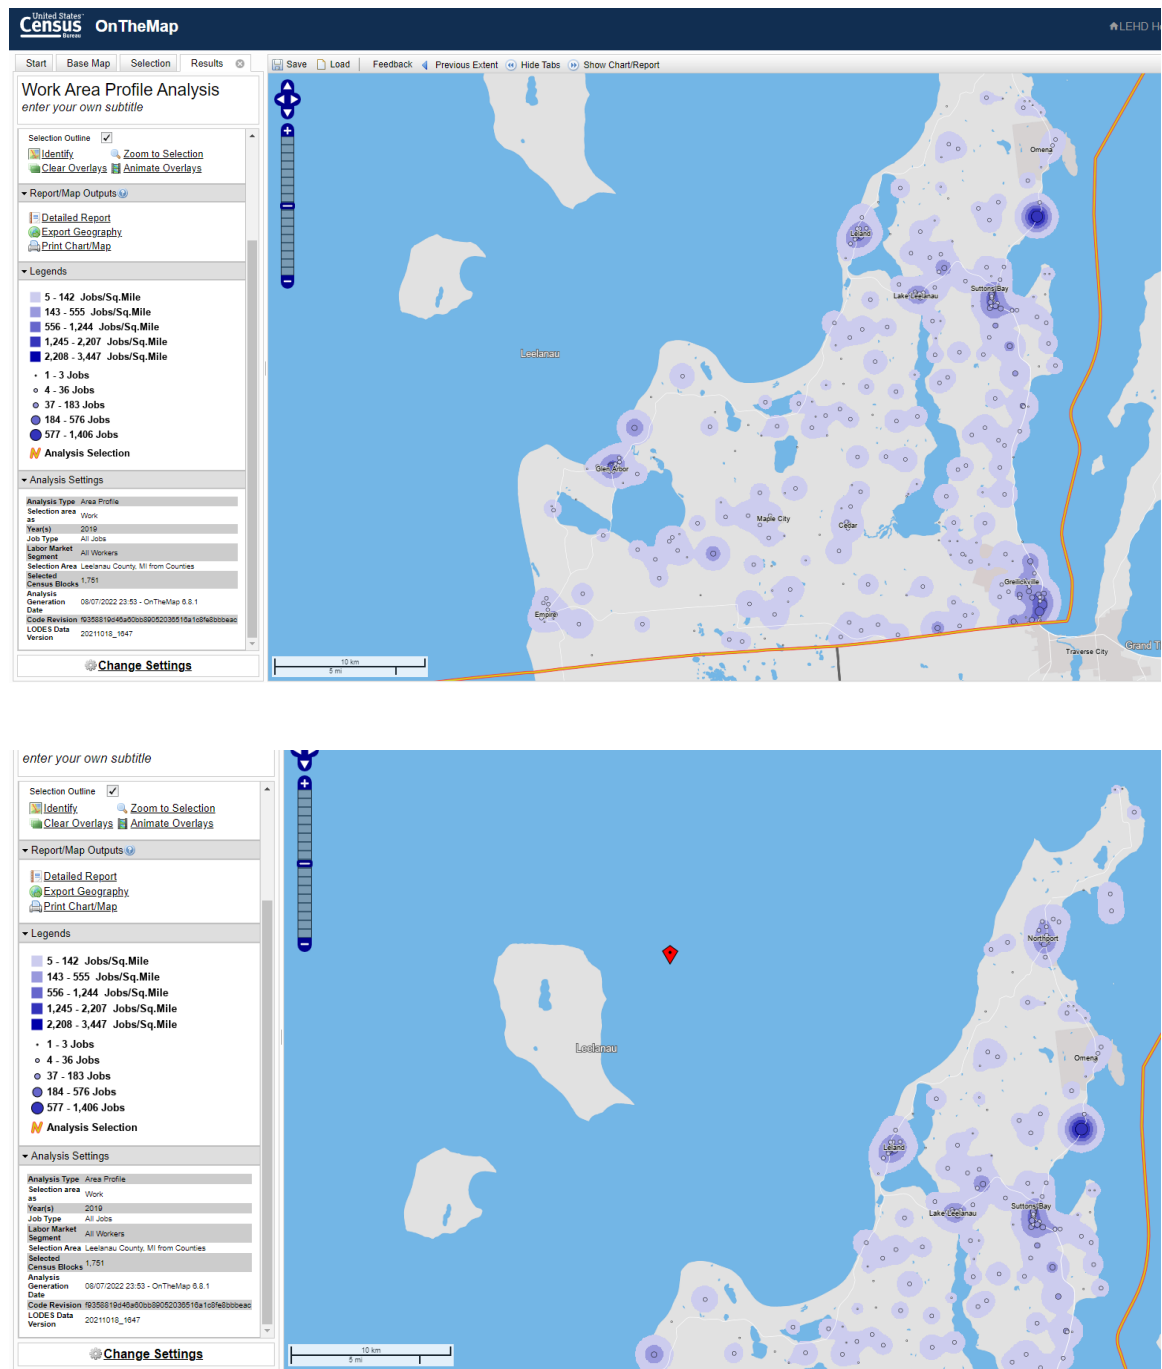 United States
Census
Bureau
OnTheMap
LEHD Ho
Start Base Map Selection Results
Save Load Feedback Previous Extent Hide Tabs Show Chart/Report
Work Area Profile Analysis
enter your own subtitle
Selection Outline
Identify Zoom to Selection
Clear Overlays Animate Overlays
Report/Map Outputs
Detailed Report
Export Geography
Print Chart/Map
Legends
5 - 142 Jobs/Sq.Mile
143 - 555 Jobs/Sq.Mile
556 - 1,244 Jobs/Sq.Mile
1,245 - 2,207 Jobs/Sq.Mile
2,208 - 3,447 Jobs/Sq.Mile
1 - 3 Jobs
4 - 36 Jobs
37 - 183 Jobs
184 - 576 Jobs
577 - 1,406 Jobs
Analysis Selection
Analysis Settings
Analysis Type Area Profile
Selection area as Work
Year(s) 2019
Job Type All Jobs
Labor Market Segment All Workers
Selection Area Leelanau County, MI from Counties
Selected Census Blocks 1,751
Analysis Generation Date 08/07/2022 23:53 - OnTheMap 6.8.1
Code Revision f9358819d46a60bb89052036516a1c8fe8bbbeac
LODES Data Version 20211018_1647
Change Settings
Omena
Leland
Lake Leelanau
Suttons Bay
Leelanau
Glen Arbor
Maple City
Cedar
Greilickville
Empire
Traverse City
Grand T
10 km
5 mi
enter your own subtitle
Selection Outline
Identify Zoom to Selection
Clear Overlays Animate Overlays
Report/Map Outputs
Detailed Report
Export Geography
Print Chart/Map
Legends
5 - 142 Jobs/Sq.Mile
143 - 555 Jobs/Sq.Mile
556 - 1,244 Jobs/Sq.Mile
1,245 - 2,207 Jobs/Sq.Mile
2,208 - 3,447 Jobs/Sq.Mile
1 - 3 Jobs
4 - 36 Jobs
37 - 183 Jobs
184 - 576 Jobs
577 - 1,406 Jobs
Analysis Selection
Analysis Settings
Analysis Type Area Profile
Selection area as Work
Year(s) 2019
Job Type All Jobs
Labor Market Segment All Workers
Selection Area Leelanau County, MI from Counties
Selected Census Blocks 1,751
Analysis Generation Date 08/07/2022 23:53 - OnTheMap 6.8.1
Code Revision f9358819d46a60bb89052036516a1c8fe8bbbeac
LODES Data Version 20211018_1647
Change Settings
Northport
Leelanau
Omena
Leland
Lake Leelanau
Suttons Bay
10 km
5 mi